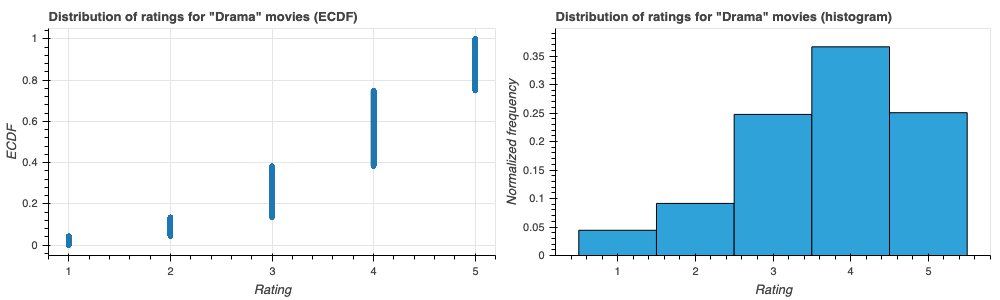 Distribution of ratings for "Drama" movies (ECDF)
1
0.8
0.6
0.4
0.2
0
ECDF
1 2 3 4 5
Rating
Distribution of ratings for "Drama" movies (histogram)
0.35
0.3
0.25
0.2
0.15
0.1
0.05
0
Normalized frequency
1 2 3 4 5
Rating